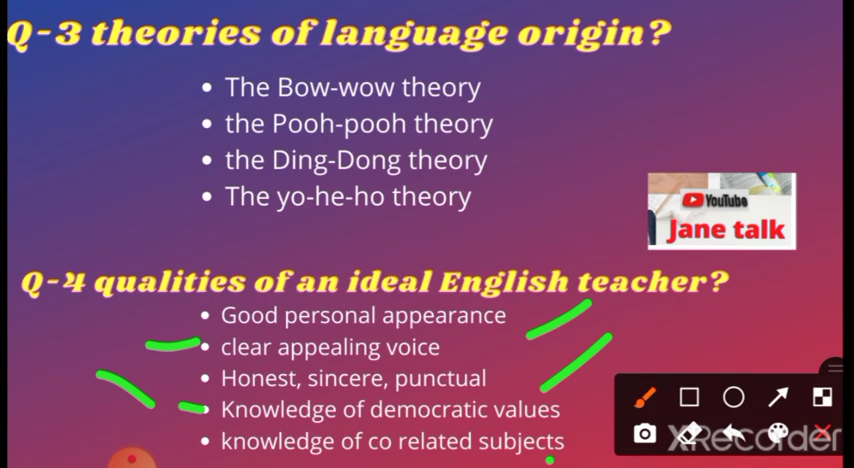 Q-3 theories of language origin?
• The Bow-wow theory
• the Pooh-pooh theory
• the Ding-Dong theory
• The yo-he-ho theory
YouTube
Jane talk
Q-4 qualities of an ideal English teacher?
• Good personal appearance
• clear appealing voice
• Honest, sincere, punctual
• Knowledge of democratic values
• knowledge of co related subjects
XRecorder